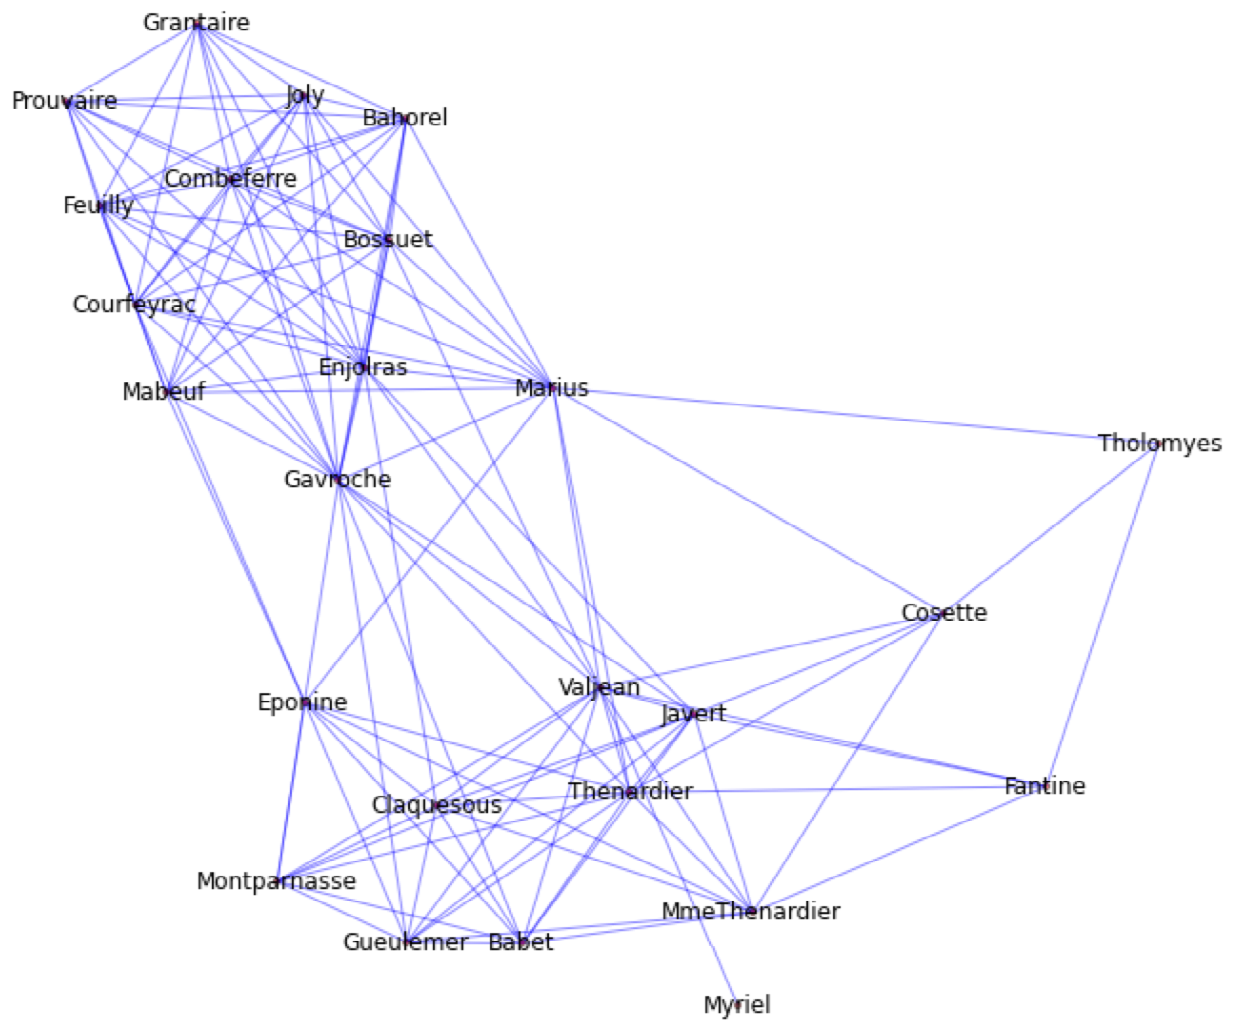 Grantaire
Prouvaire
Joly
Bahorel
Combeferre
Feuilly
Bossuet
Courfeyrac
Enjolras
Marius
Mabeuf
Tholomyes
Gavroche
Cosette
Valjean
Eponine
Javert
Fantine
Thenardier
Claquesous
Montparnasse
MmeThenardier
Gueulemer
Babet
Myriel